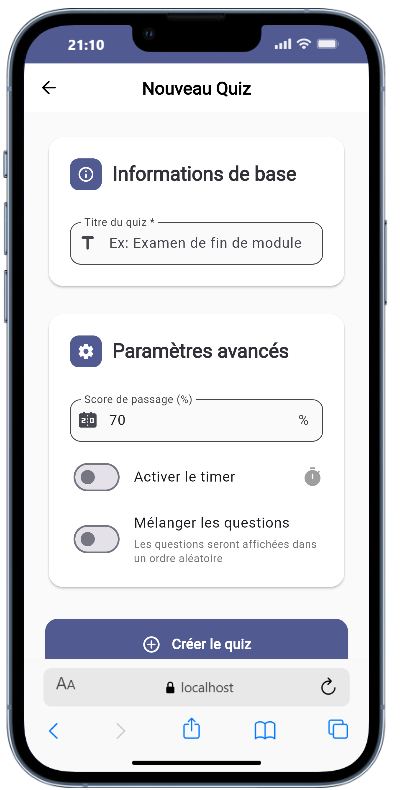 21:10
Nouveau Quiz
Informations de base
Titre du quiz *
Ex: Examen de fin de module
Paramètres avancés
Score de passage (%)
70 %
Activer le timer
Mélanger les questions
Les questions seront affichées dans
un ordre aléatoire
Créer le quiz
AA localhost